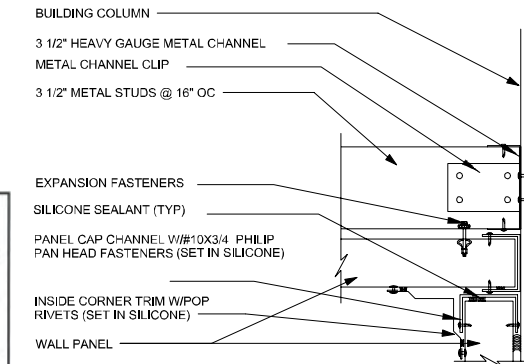 BUILDING COLUMN
3 1/2" HEAVY GAUGE METAL CHANNEL
METAL CHANNEL CLIP
3 1/2" METAL STUDS @ 16" OC
EXPANSION FASTENERS
SILICONE SEALANT (TYP)
PANEL CAP CHANNEL W/#10X3/4 PHILIP
PAN HEAD FASTENERS (SET IN SILICONE)
INSIDE CORNER TRIM W/POP
RIVETS (SET IN SILICONE)
WALL PANEL